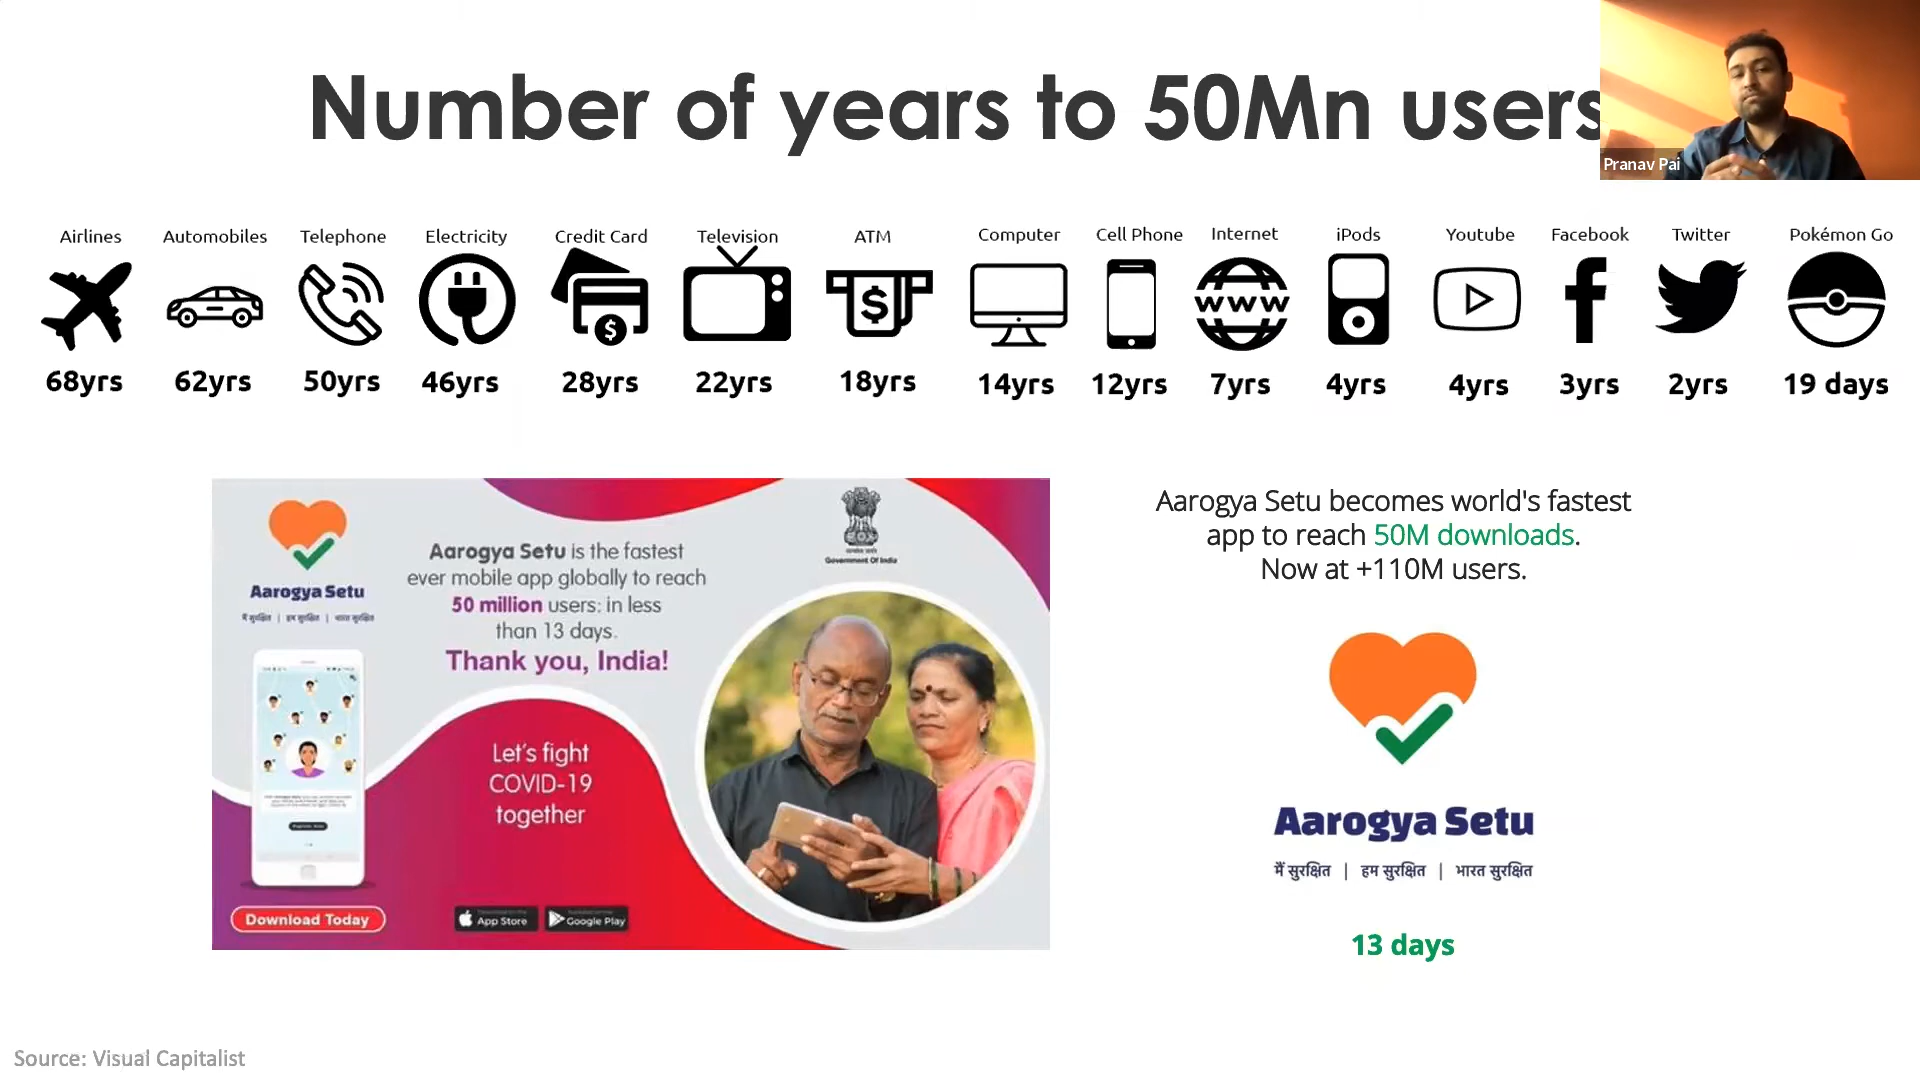 Number of years to 50Mn users
Pranav Pai
Airlines
Automobiles
Telephone
Electricity
Credit Card
Television
ATM
Computer
Cell Phone
Internet
iPods
Youtube
Facebook
Twitter
Pokémon Go
$
$
www
f
68yrs
62yrs
50yrs
46yrs
28yrs
22yrs
18yrs
14yrs
12yrs
7yrs
4yrs
4yrs
3yrs
2yrs
19 days
Aarogya Setu
मैं सुरक्षित | हम सुरक्षित | भारत सुरक्षित
Aarogya Setu is the fastest
ever mobile app globally to reach
50 million users: in less
than 13 days.
Thank you, India!
Government Of India
Let's fight
COVID-19
together
Download Today
App Store
Google Play
Aarogya Setu becomes world's fastest
app to reach 50M downloads.
Now at +110M users.
Aarogya Setu
मैं सुरक्षित | हम सुरक्षित | भारत सुरक्षित
13 days
Source: Visual Capitalist